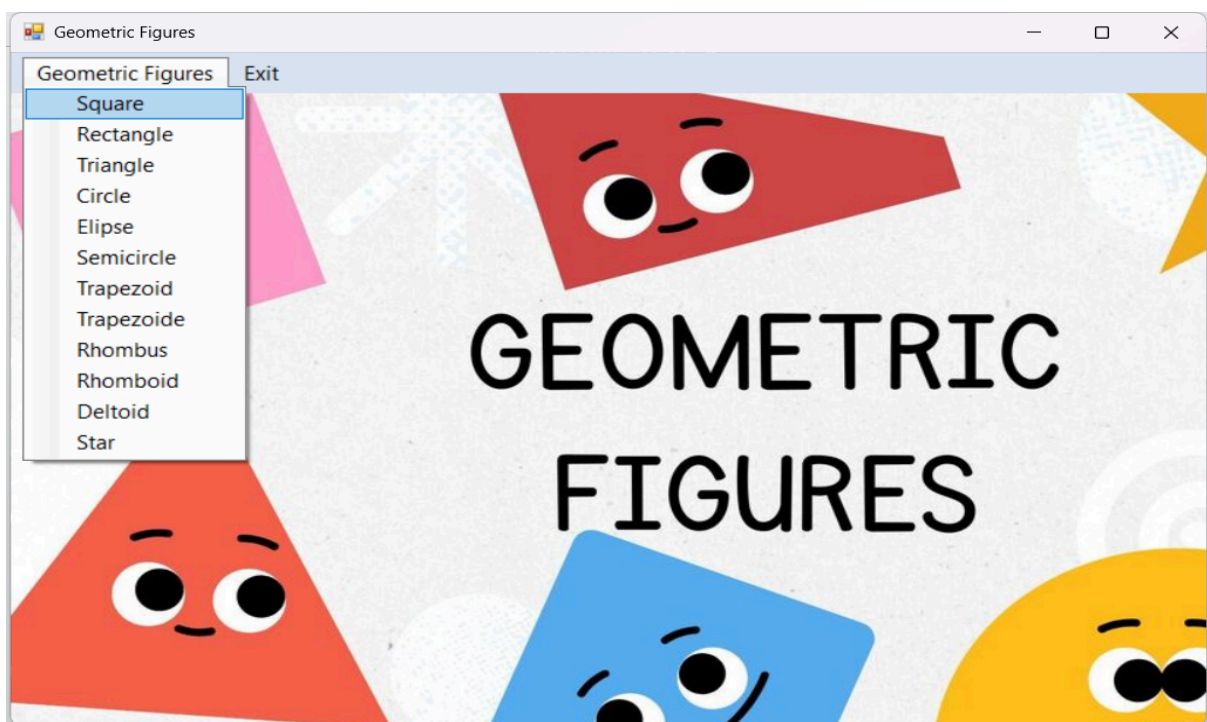 Geometric Figures
Geometric Figures Exit
Square
Rectangle
Triangle
Circle
Elipse
Semicircle
Trapezoid
Trapezoide
Rhombus
Rhomboid
Deltoid
Star
GEOMETRIC
FIGURES